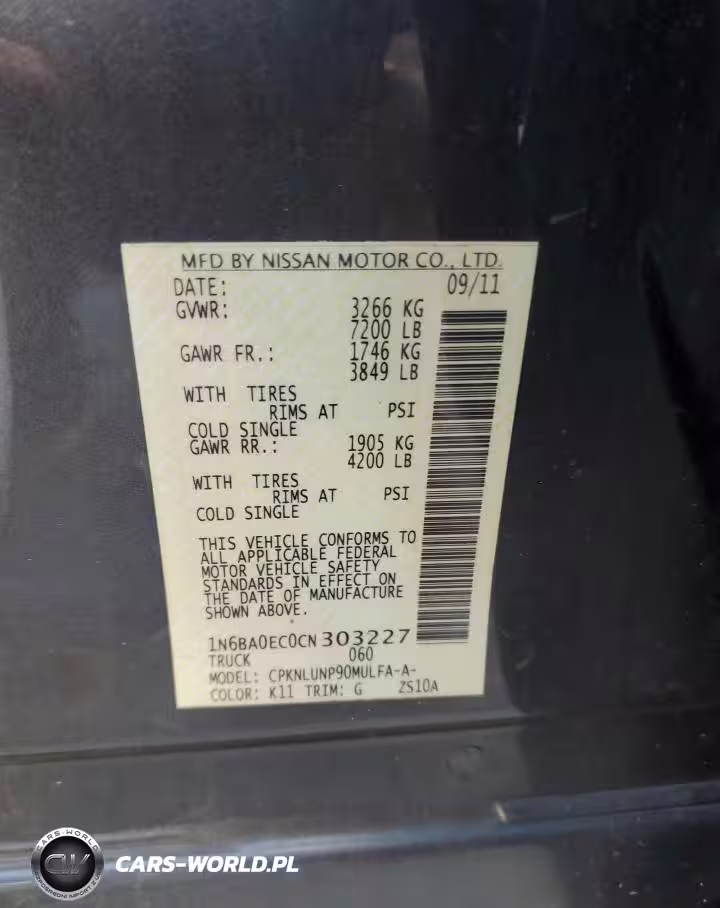 MFD BY NISSAN MOTOR CO., LTD.
DATE: 09/11
GVWR: 3266 KG
7200 LB
GAWR FR.: 1746 KG
3849 LB
WITH TIRES
RIMS AT PSI
COLD SINGLE
GAWR RR.: 1905 KG
4200 LB
WITH TIRES
RIMS AT PSI
COLD SINGLE
THIS VEHICLE CONFORMS TO
ALL APPLICABLE FEDERAL
MOTOR VEHICLE SAFETY
STANDARDS IN EFFECT ON
THE DATE OF MANUFACTURE
SHOWN ABOVE.
1N6BA0EC0CN303227
TRUCK 060
MODEL: CPKNLUNP90MULFA-A-
COLOR: K11 TRIM: G ZS10A
CARS-WORLD
CW
CARS-WORLD.PL